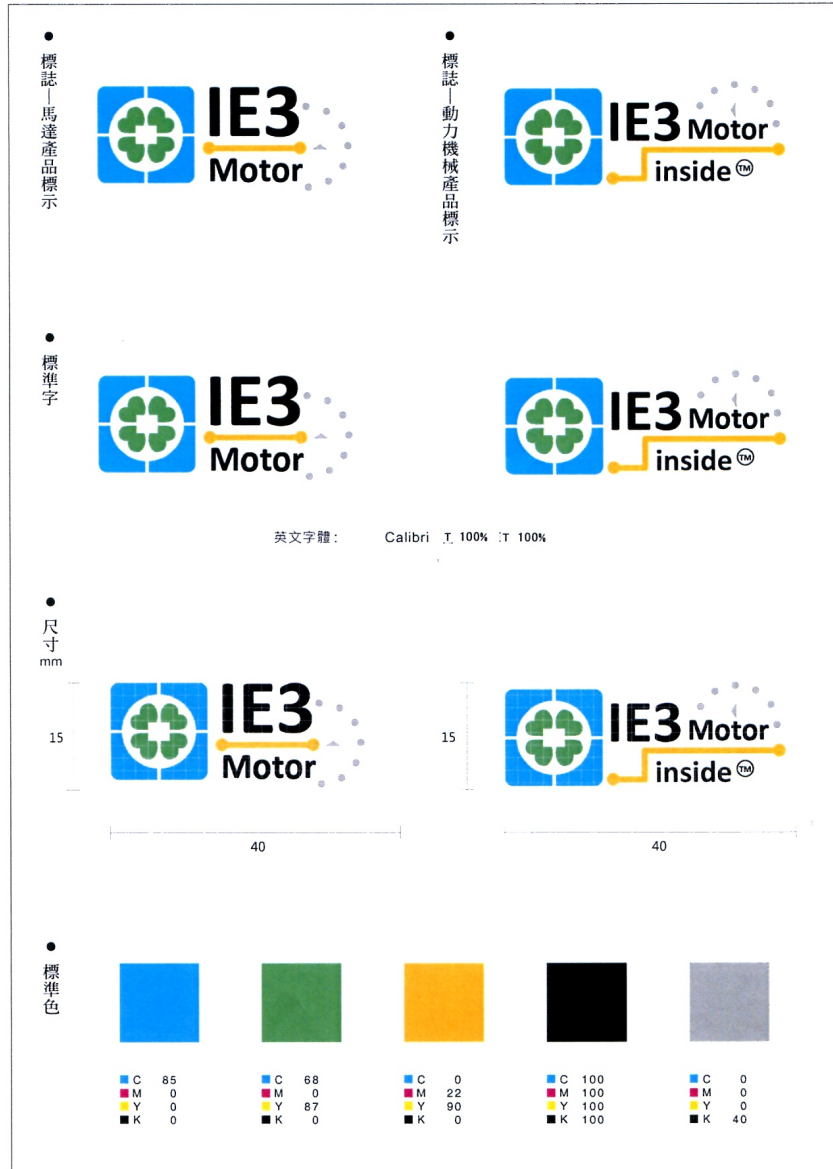 ● 標誌—馬達產品標示
IE3
Motor
● 標誌—動力機械產品標示
IE3 Motor
inside™
● 標準字
IE3
Motor
IE3 Motor
inside™
英文字體: Calibri T 100% T 100%
● 尺寸
mm
15
IE3
Motor
40
15
IE3 Motor
inside™
40
● 標準色
C 85
M 0
Y 0
K 0
C 68
M 0
Y 87
K 0
C 0
M 22
Y 90
K 0
C 100
M 100
Y 100
K 100
C 0
M 0
Y 0
K 40